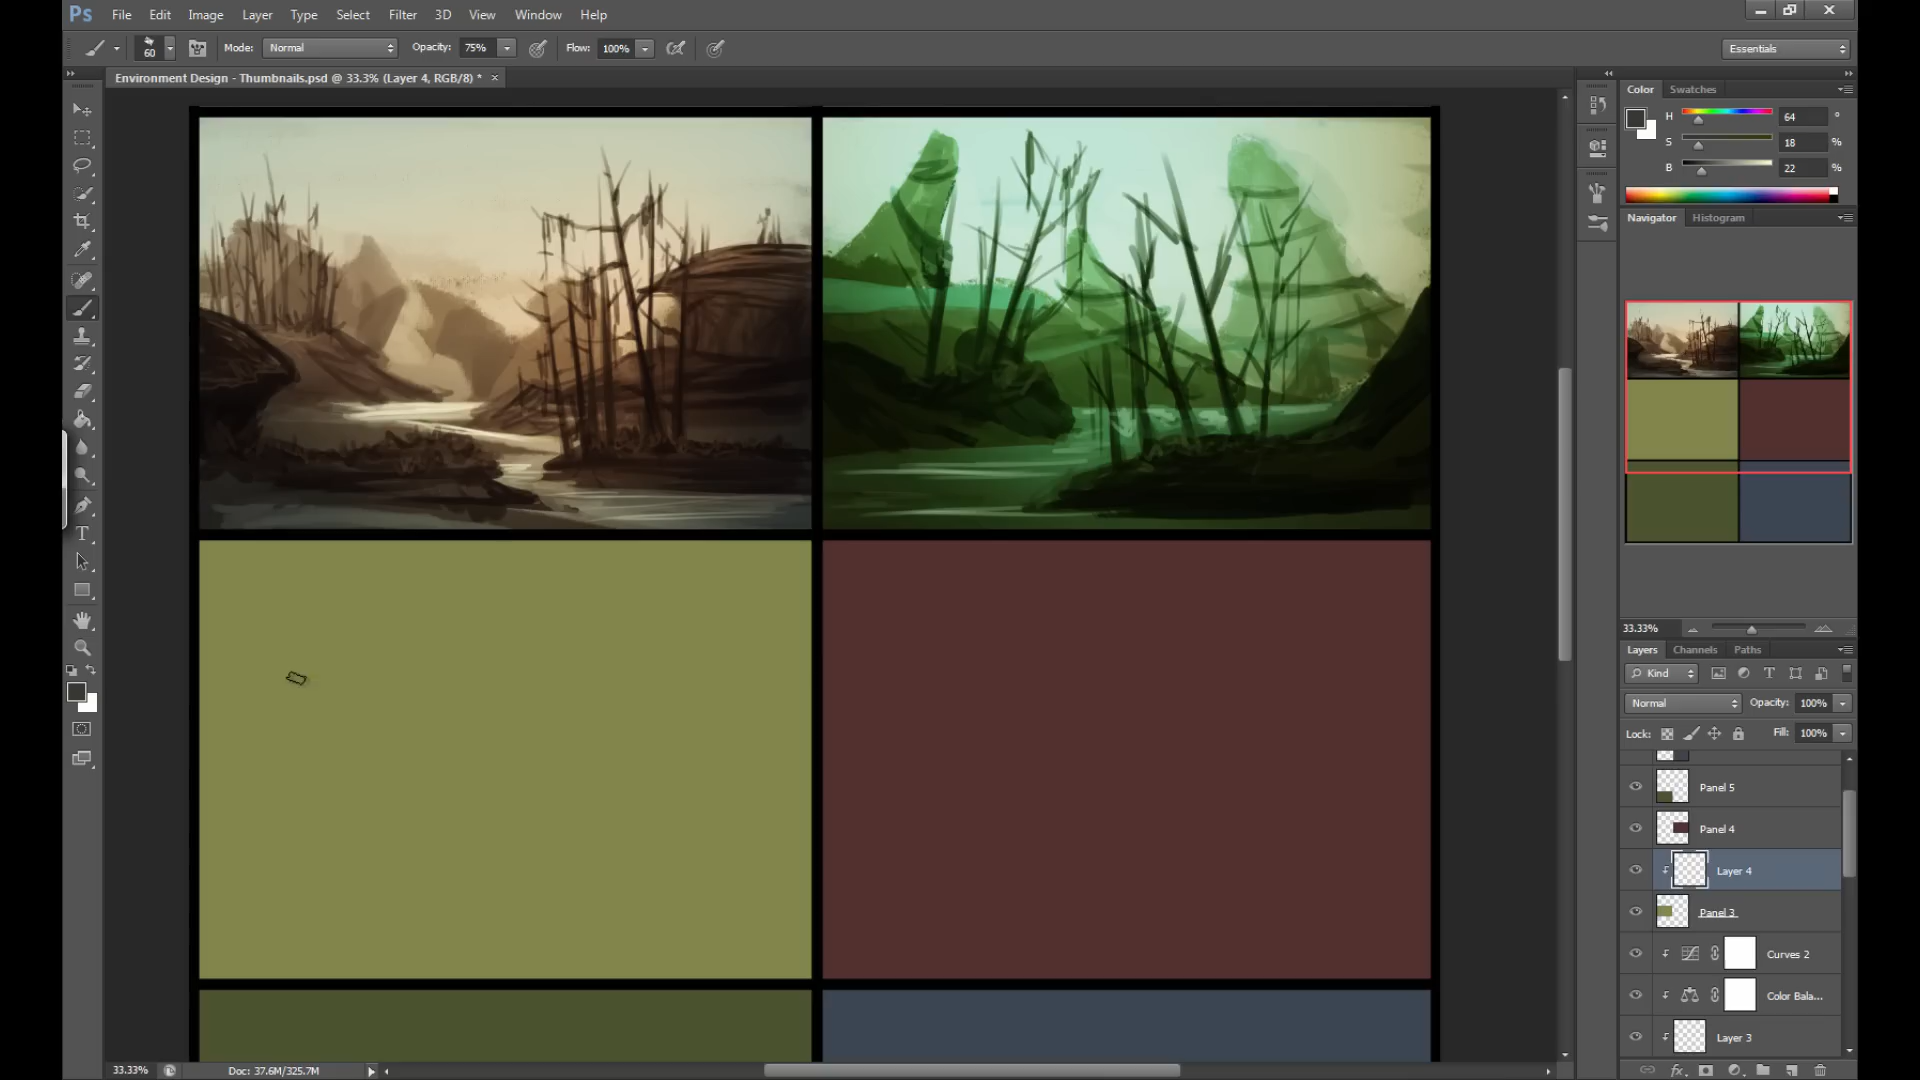 Ps File Edit Image Layer Type Select Filter 3D View Window Help
60 Mode: Normal Opacity: 75% Flow: 100% Essentials
Environment Design - Thumbnails.psd @ 33.3% (Layer 4, RGB/8) * ×
Color Swatches
H 64 °
S 18 %
B 22 %
Navigator Histogram
33.33%
Layers Channels Paths
Kind T
Normal Opacity: 100%
Lock: Fill: 100%
Panel 5
Panel 4
Layer 4
Panel 3
Curves 2
Color Bala...
Layer 3
fx
T
33.33% Doc: 37.6M/325.7M